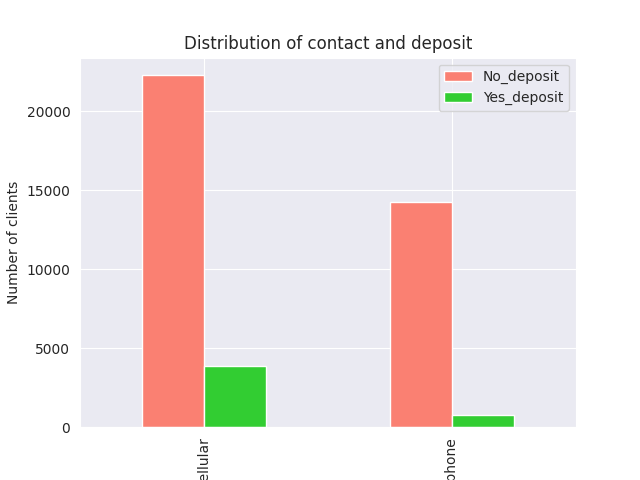 Distribution of contact and deposit
No_deposit
Yes_deposit
Number of clients
20000
15000
10000
5000
0
ellular
phone